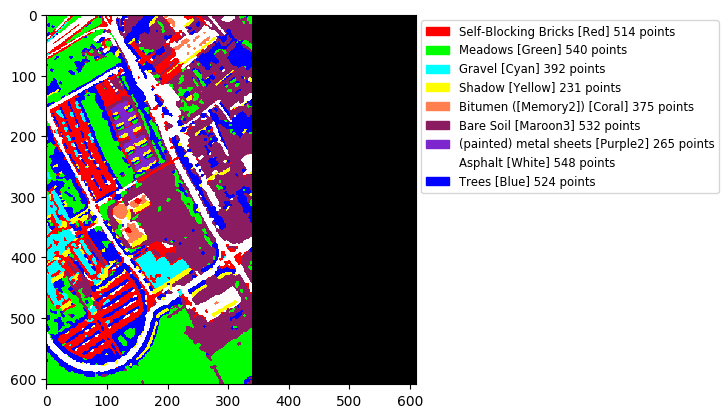 0
100
200
300
400
500
600
0
100
200
300
400
500
600
Self-Blocking Bricks [Red] 514 points
Meadows [Green] 540 points
Gravel [Cyan] 392 points
Shadow [Yellow] 231 points
Bitumen ([Memory2]) [Coral] 375 points
Bare Soil [Maroon3] 532 points
(painted) metal sheets [Purple2] 265 points
Asphalt [White] 548 points
Trees [Blue] 524 points